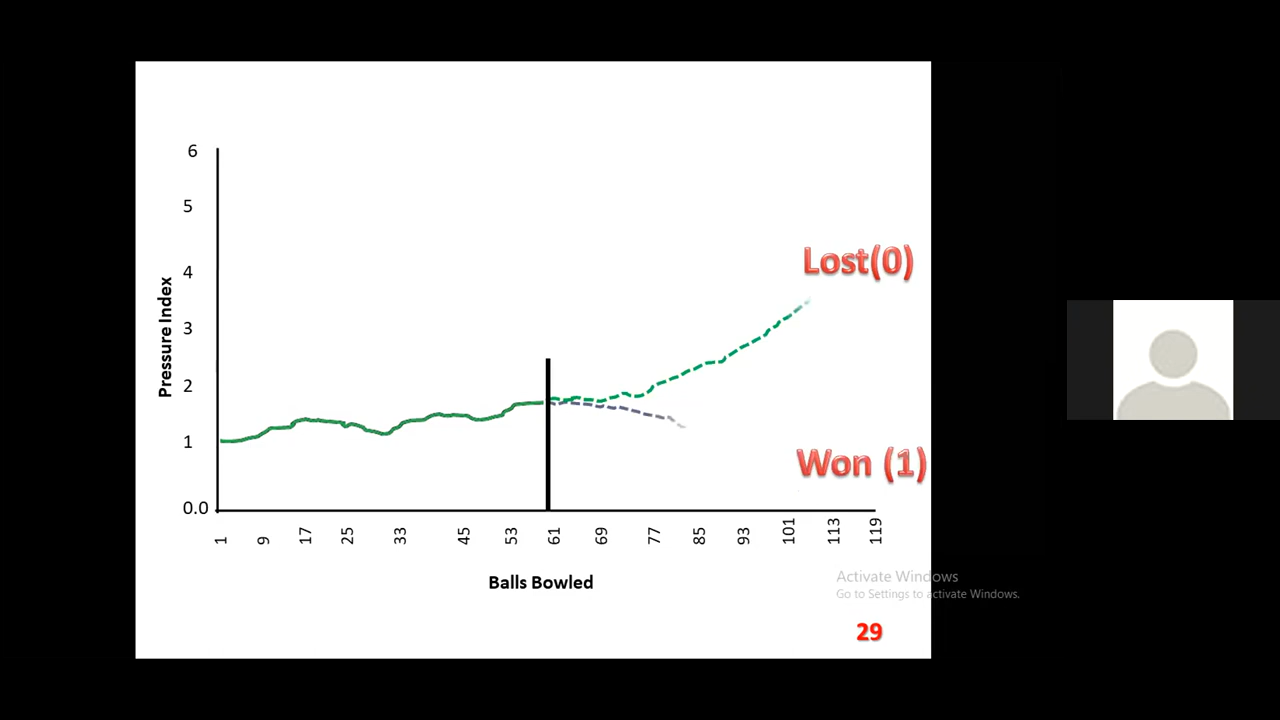 6
5
4
3
2
1
0.0
Pressure Index
Lost(0)
Won (1)
1 9 17 25 33 45 53 61 69 77 85 93 101 113 119
Balls Bowled
Activate Windows
Go to Settings to activate Windows.
29